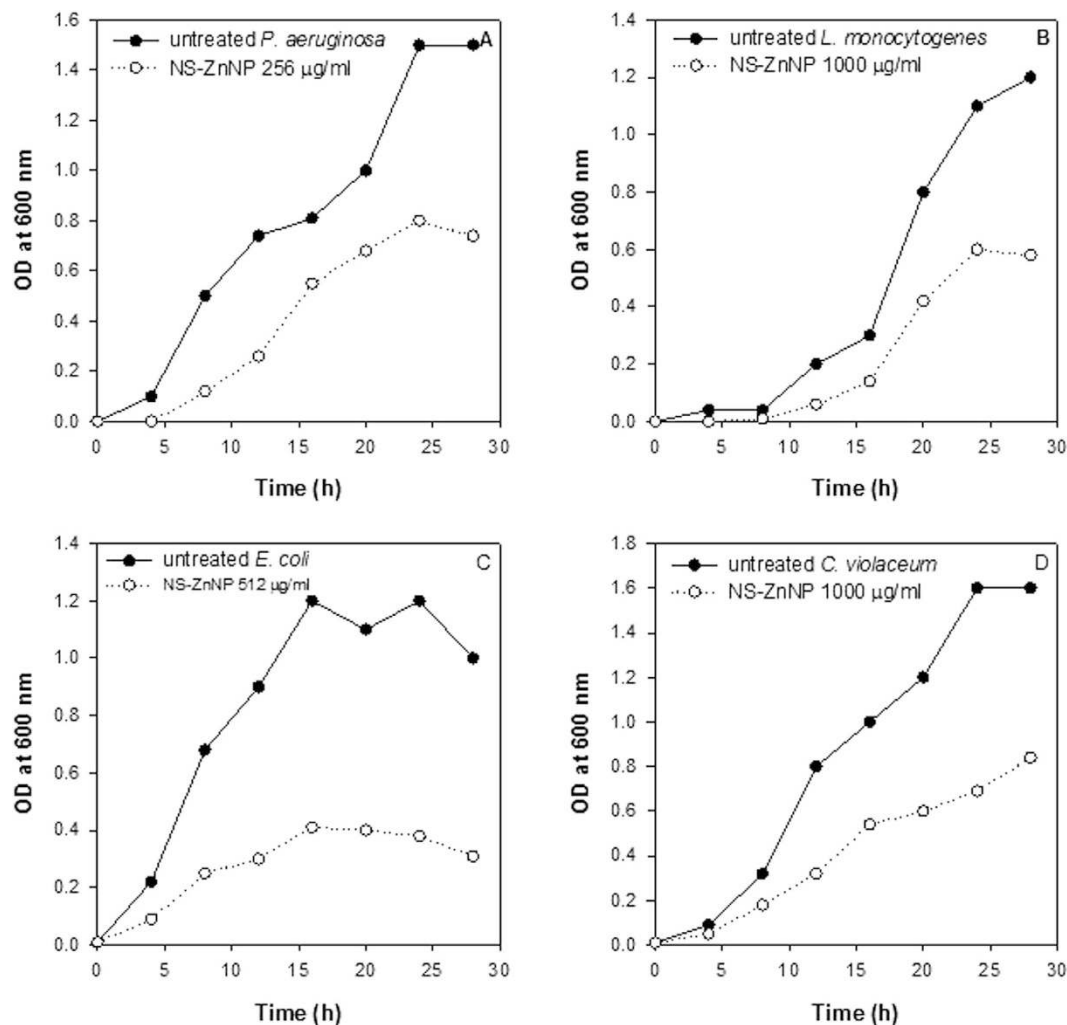 1.6
untreated P. aeruginosa A
NS-ZnNP 256 µg/ml
1.4
1.2
1.0
0.8
0.6
0.4
0.2
0.0
OD at 600 nm
0 5 10 15 20 25 30
Time (h)
1.4
untreated L. monocytogenes B
NS-ZnNP 1000 µg/ml
1.2
1.0
0.8
0.6
0.4
0.2
0.0
OD at 600 nm
0 5 10 15 20 25 30
Time (h)
1.4
untreated E. coli C
NS-ZnNP 512 µg/ml
1.2
1.0
0.8
0.6
0.4
0.2
0.0
OD at 600 nm
0 5 10 15 20 25 30
Time (h)
1.8
untreated C. violaceum D
NS-ZnNP 1000 µg/ml
1.6
1.4
1.2
1.0
0.8
0.6
0.4
0.2
0.0
OD at 600 nm
0 5 10 15 20 25 30
Time (h)